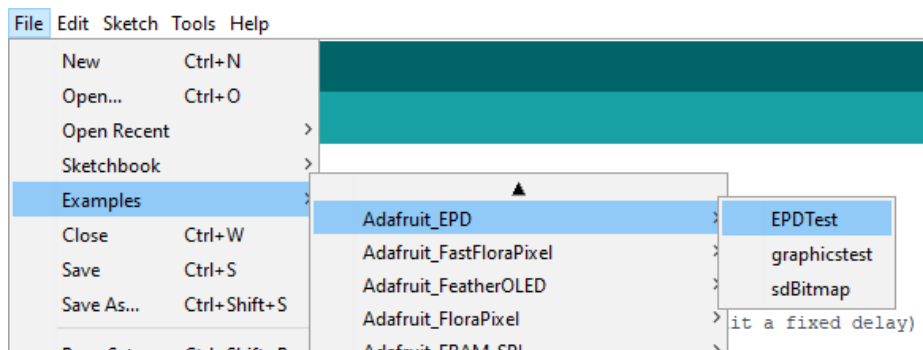 File Edit Sketch Tools Help
New Ctrl+N
Open... Ctrl+O
Open Recent
Sketchbook
Examples
Close Ctrl+W
Save Ctrl+S
Save As... Ctrl+Shift+S
Adafruit_EPD
Adafruit_FastFloraPixel
Adafruit_FeatherOLED
Adafruit_FloraPixel
EPDTest
graphicstest
sdBitmap
it a fixed delay)